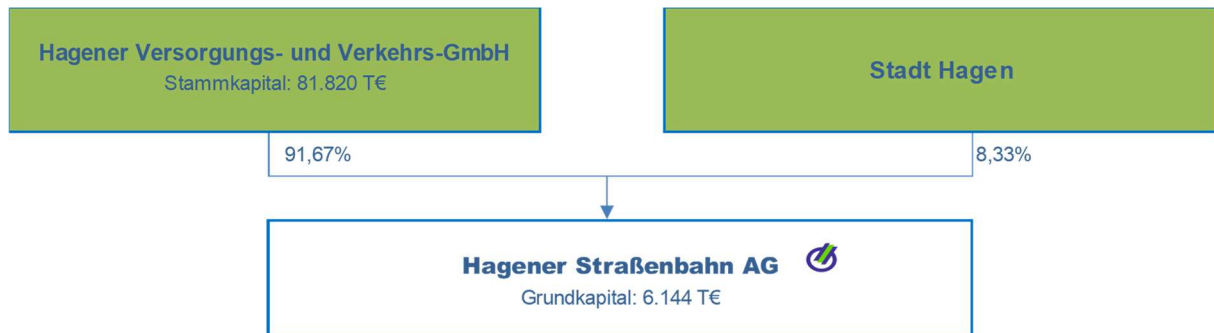 Hagener Versorgungs- und Verkehrs-GmbH
Stammkapital: 81.820 T€
Stadt Hagen
91,67%
8,33%
Hagener Straßenbahn AG
Grundkapital: 6.144 T€